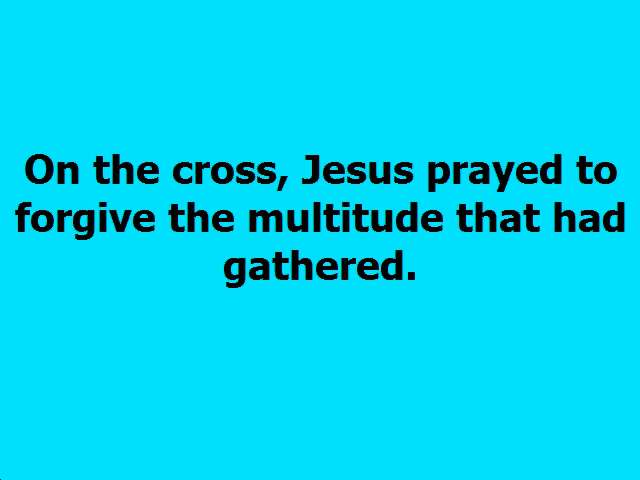 On the cross, Jesus prayed to
forgive the multitude that had
gathered.